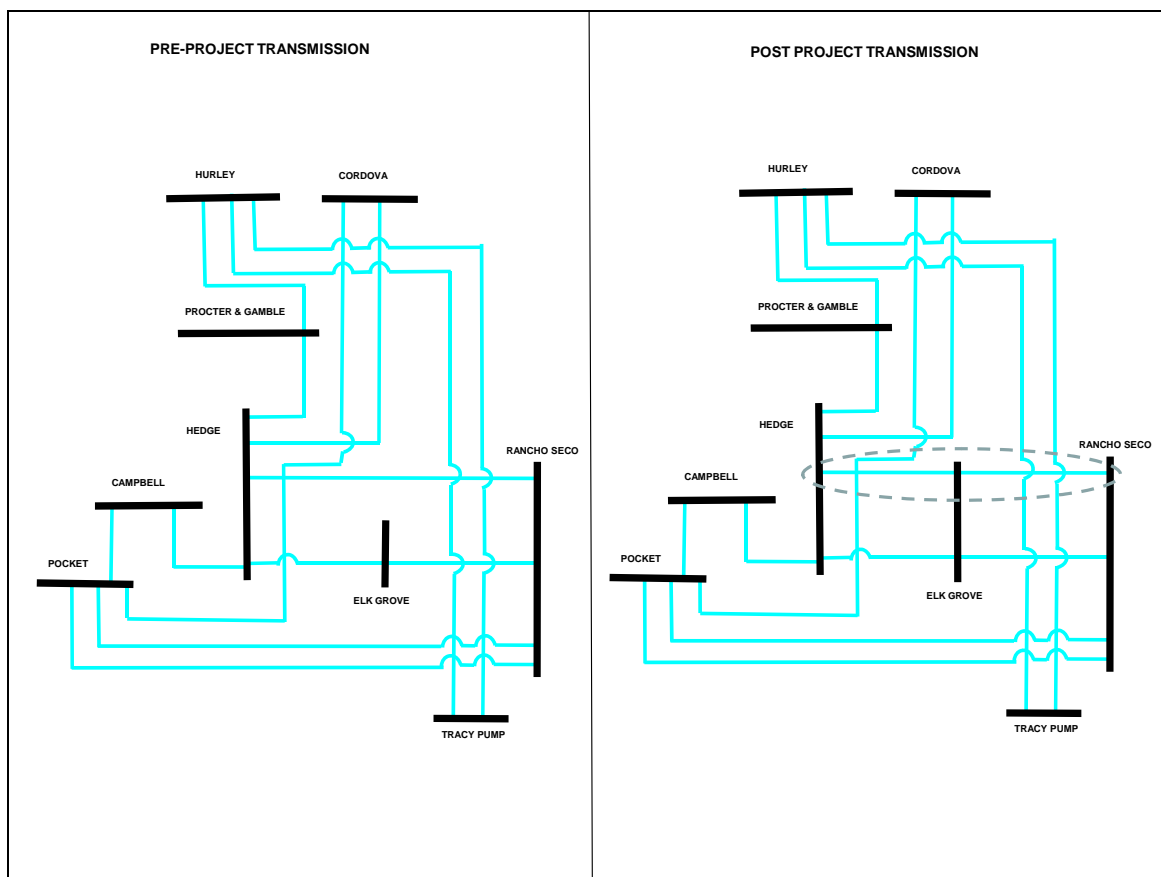 PRE-PROJECT TRANSMISSION
HURLEY
CORDOVA
PROCTER & GAMBLE
HEDGE
RANCHO SECO
CAMPBELL
POCKET
ELK GROVE
TRACY PUMP
POST PROJECT TRANSMISSION
HURLEY
CORDOVA
PROCTER & GAMBLE
HEDGE
RANCHO SECO
CAMPBELL
POCKET
ELK GROVE
TRACY PUMP